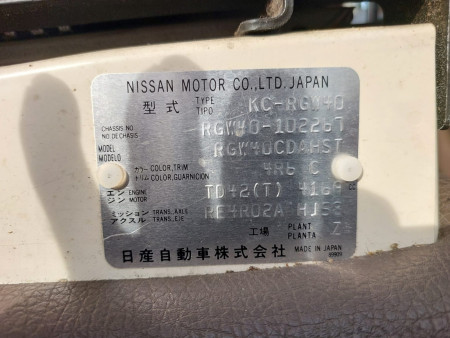 NISSAN MOTOR CO., LTD. JAPAN
型式 TYPE TIPO KC-RGW40
CHASSIS NO. NO. DE CHASIS RGW40-102267
MODEL MODELO RGW40CDAHST
カラー COLOR, TRIM トリム COLOR, GUARNICION 4R6 C
エンジン ENGINE MOTOR TD42(T) 4169
ミッション TRANS, AXLE アクスル TRANS, EJE RE4R02A HJ53
工場 PLANT PLANTA Z
日産自動車株式会社 MADE IN JAPAN